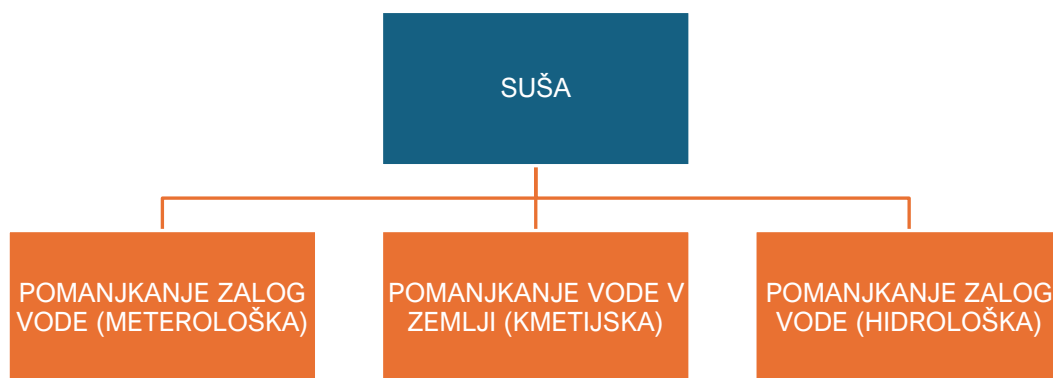 SUŠA
POMANJKANJE ZALOG
VODE (METEROLOŠKA)
POMANJKANJE VODE V
ZEMLJI (KMETIJSKA)
POMANJKANJE ZALOG
VODE (HIDROLOŠKA)